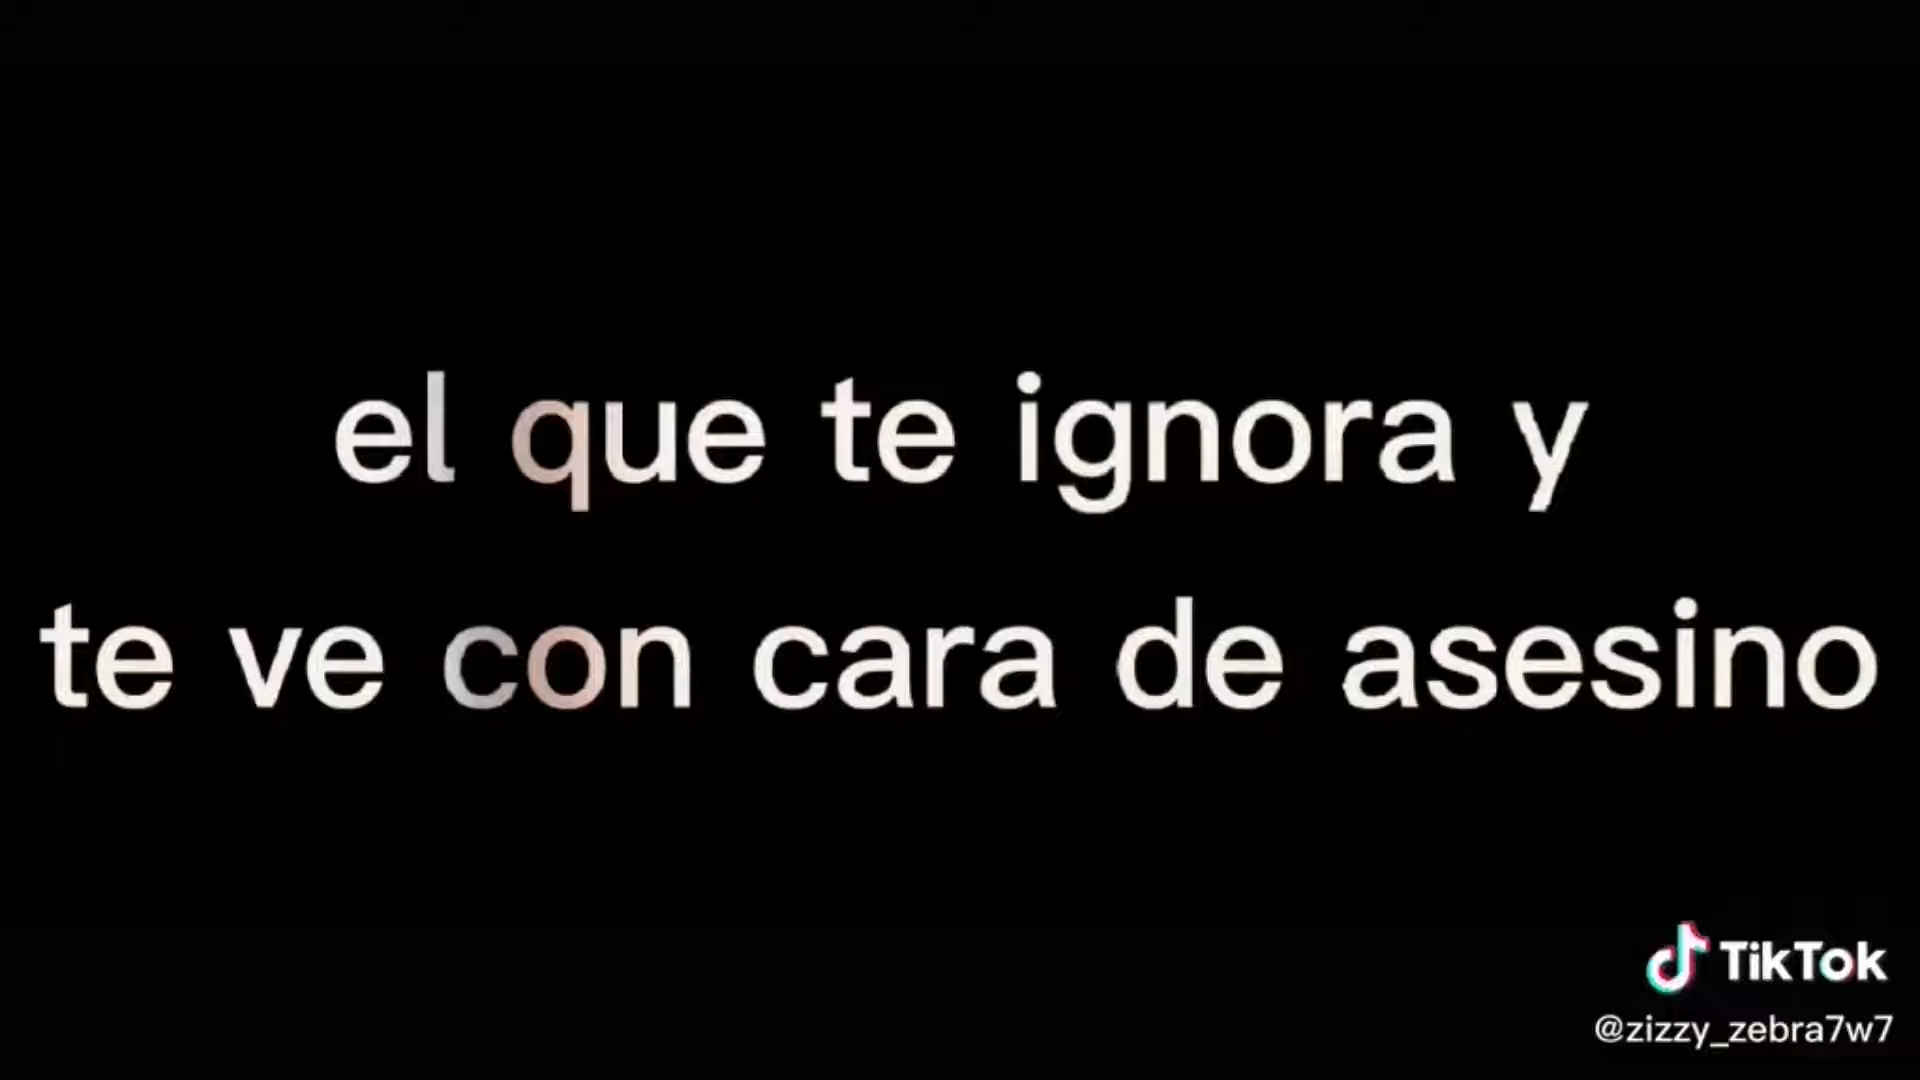 el que te ignora y
te ve con cara de asesino
TikTok
@zizzy_zebra7w7